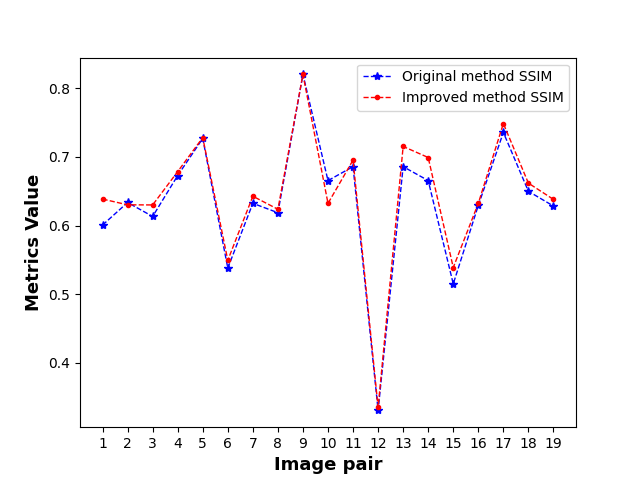 Original method SSIM
Improved method SSIM
0.8
0.7
0.6
0.5
0.4
Metrics Value
1 2 3 4 5 6 7 8 9 10 11 12 13 14 15 16 17 18 19
Image pair